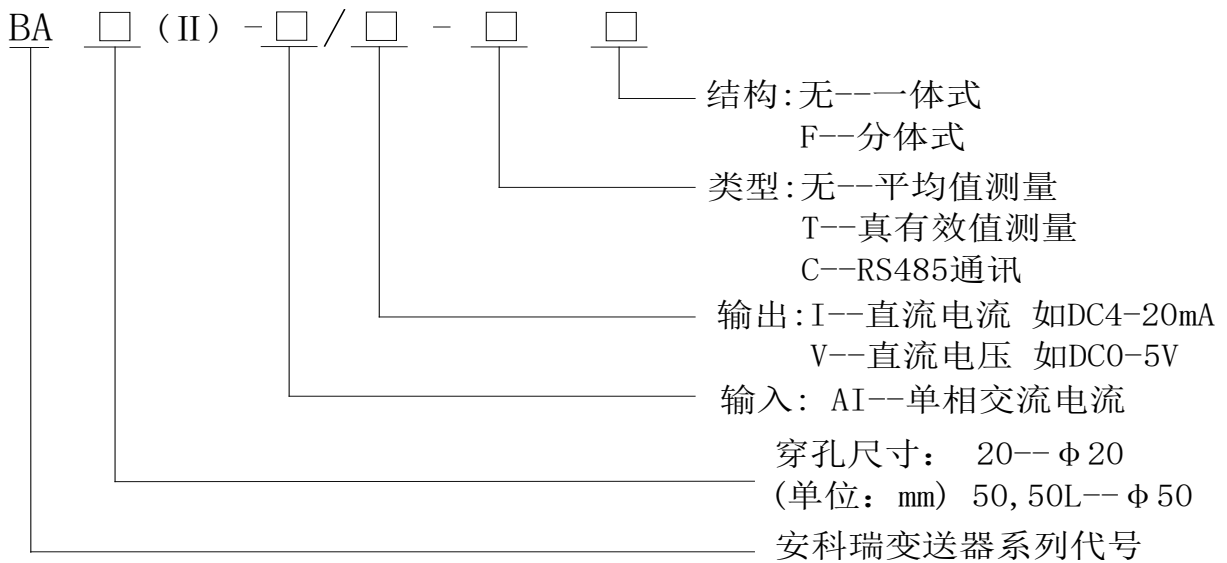 BA □ (II) -□/□ - □ □
结构:无--一体式
F--分体式
类型:无--平均值测量
T--真有效值测量
C--RS485通讯
输出:I--直流电流 如DC4-20mA
V--直流电压 如DC0-5V
输入: AI--单相交流电流
穿孔尺寸： 20--φ20
(单位：mm) 50,50L--φ50
安科瑞变送器系列代号